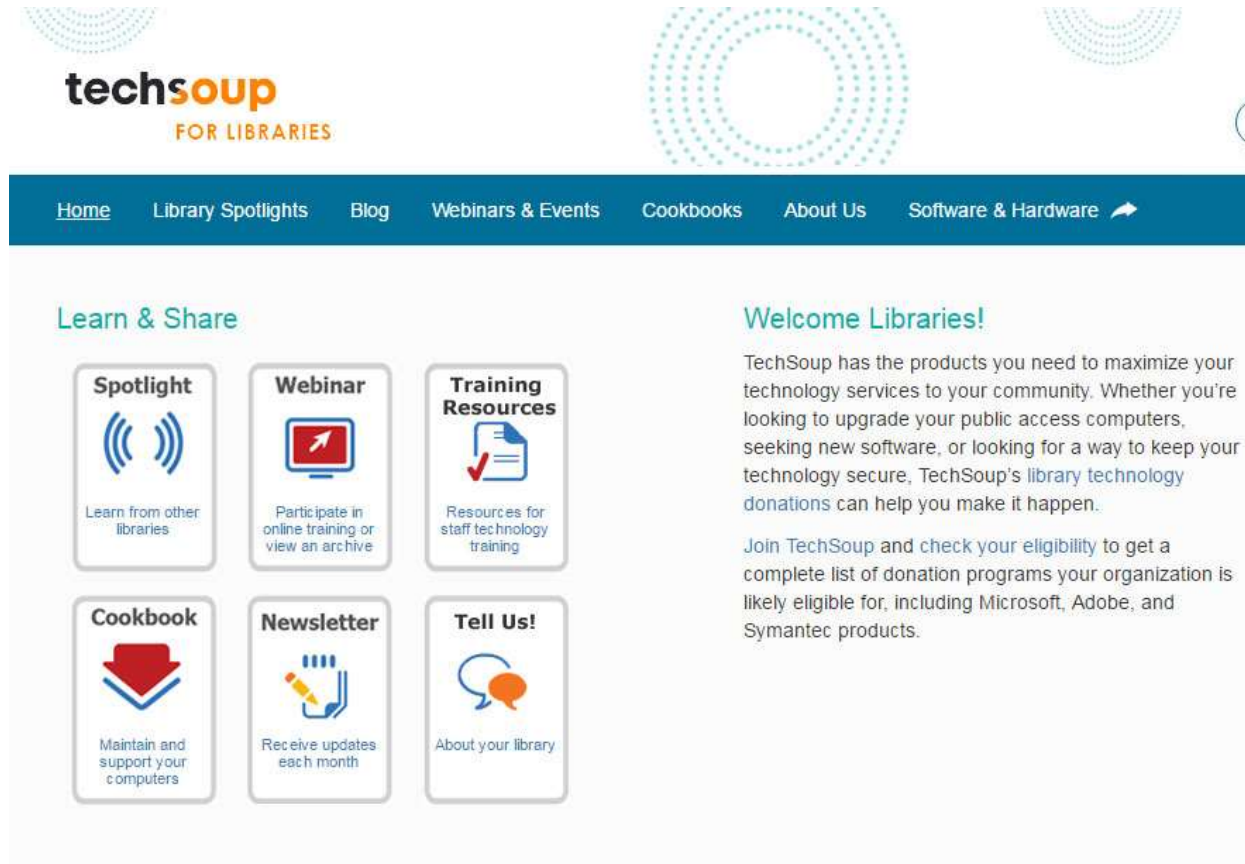 techsoup
FOR LIBRARIES
Home Library Spotlights Blog Webinars & Events Cookbooks About Us Software & Hardware
Learn & Share
Spotlight
Learn from other
libraries
Webinar
Participate in
online training or
view an archive
Training
Resources
Resources for
staff technology
training
Cookbook
Maintain and
support your
computers
Newsletter
Receive updates
each month
Tell Us!
About your library
Welcome Libraries!
TechSoup has the products you need to maximize your
technology services to your community. Whether you're
looking to upgrade your public access computers,
seeking new software, or looking for a way to keep your
technology secure, TechSoup's library technology
donations can help you make it happen.
Join TechSoup and check your eligibility to get a
complete list of donation programs your organization is
likely eligible for, including Microsoft, Adobe, and
Symantec products.